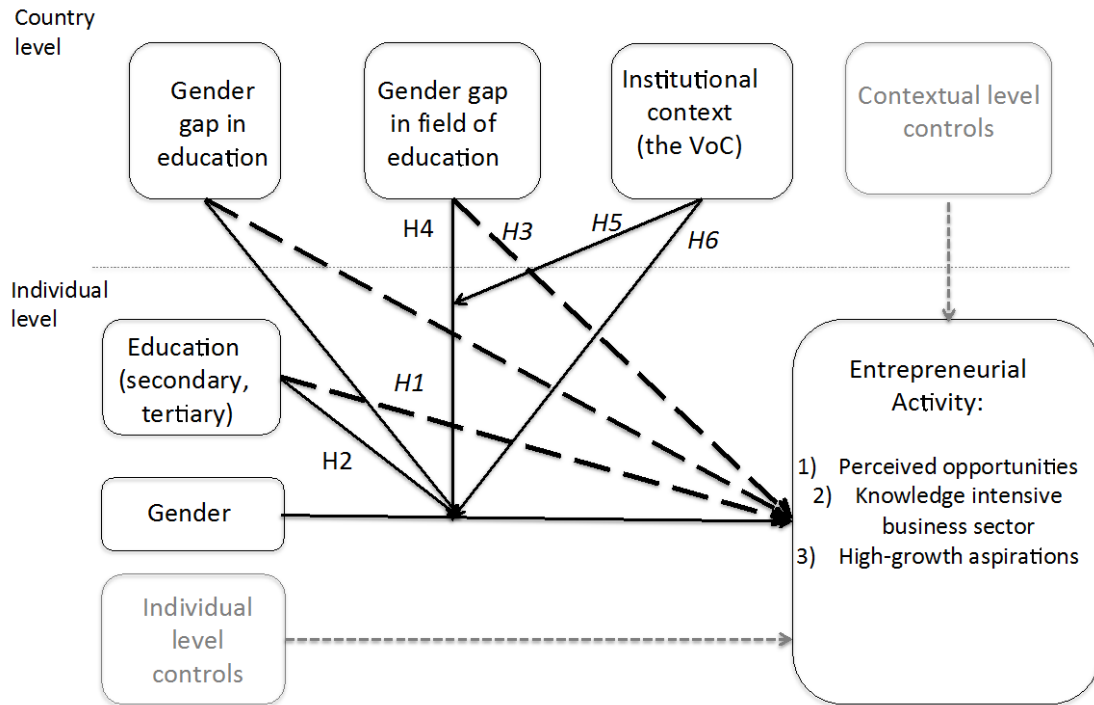 Country
level
Gender
gap in
education
Gender gap
in field of
education
Institutional
context
(the VoC)
Contextual level
controls
H4
H3
H5
H6
Individual
level
Education
(secondary,
tertiary)
H1
H2
Gender
Individual
level
controls
Entrepreneurial
Activity:
1) Perceived opportunities
2) Knowledge intensive
business sector
3) High-growth aspirations